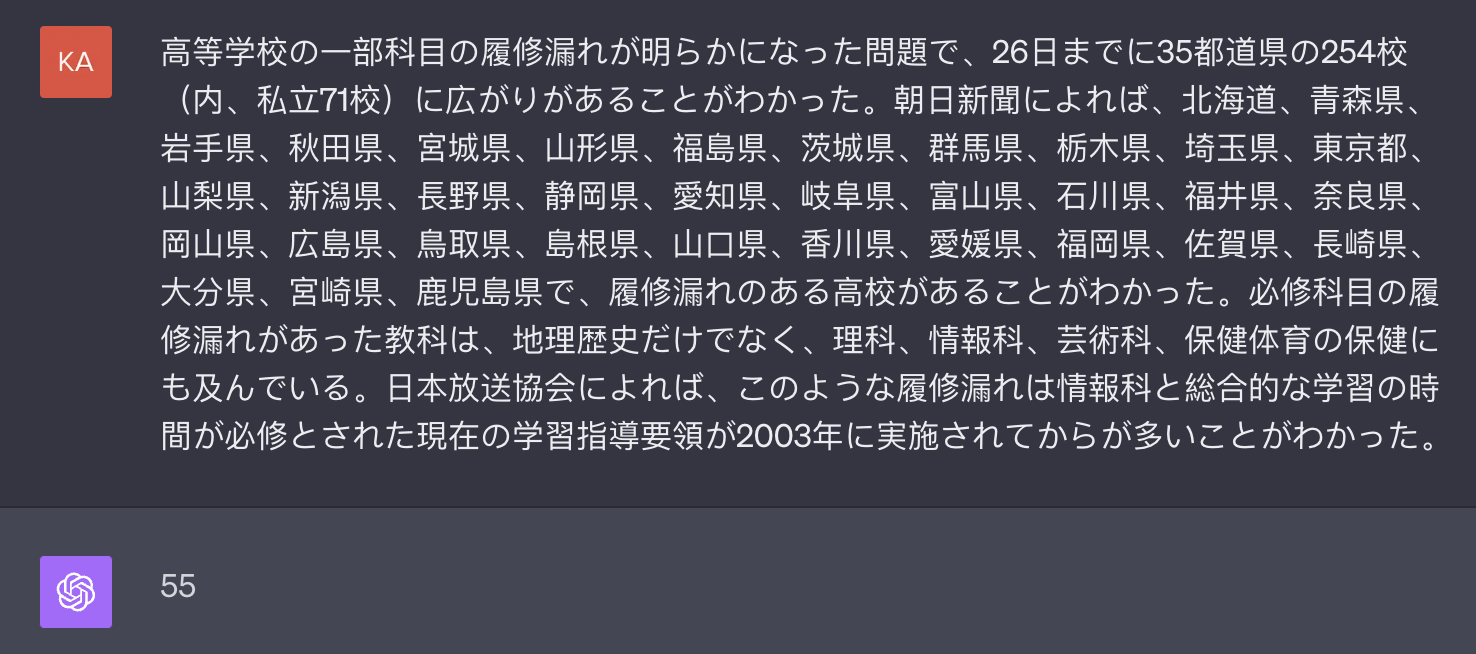 KA
高等学校の一部科目の履修漏れが明らかになった問題で、26日までに35都道県の254校
（内、私立71校）に広がりがあることがわかった。朝日新聞によれば、北海道、青森県、
岩手県、秋田県、宮城県、山形県、福島県、茨城県、群馬県、栃木県、埼玉県、東京都、
山梨県、新潟県、長野県、静岡県、愛知県、岐阜県、富山県、石川県、福井県、奈良県、
岡山県、広島県、鳥取県、島根県、山口県、香川県、愛媛県、福岡県、佐賀県、長崎県、
大分県、宮崎県、鹿児島県で、履修漏れのある高校があることがわかった。必修科目の履
修漏れがあった教科は、地理歴史だけでなく、理科、情報科、芸術科、保健体育の保健に
も及んでいる。日本放送協会によれば、このような履修漏れは情報科と総合的な学習の時
間が必修とされた現在の学習指導要領が2003年に実施されてからが多いことがわかった。
55